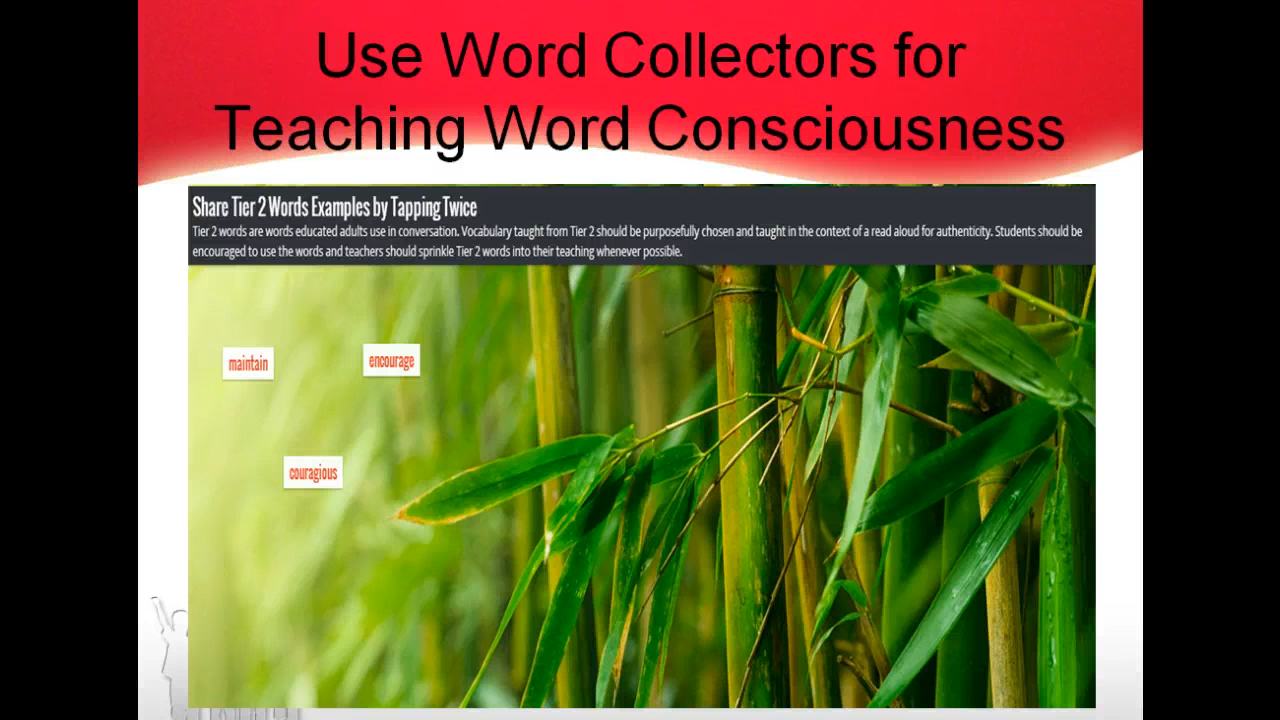 Use Word Collectors for
Teaching Word Consciousness
Share Tier 2 Words Examples by Tapping Twice
Tier 2 words are words educated adults use in conversation. Vocabulary taught from Tier 2 should be purposefully chosen and taught in the context of a read aloud for authenticity. Students should be
encouraged to use the words and teachers should sprinkle Tier 2 words into their teaching whenever possible.
maintain
encourage
couragious